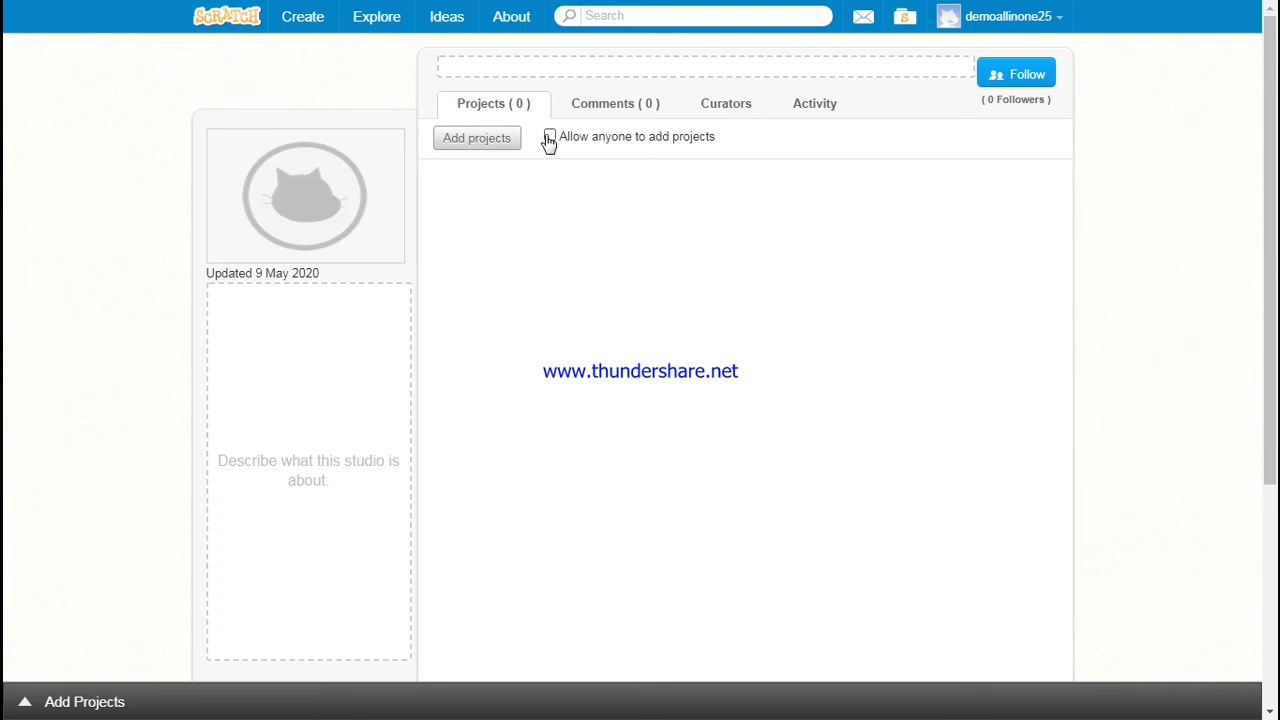 SCRATCH Create Explore Ideas About Search demoallinone25
Follow
Projects ( 0 ) Comments ( 0 ) Curators Activity
( 0 Followers )
Add projects Allow anyone to add projects
Updated 9 May 2020
www.thundershare.net
Describe what this studio is
about.
Add Projects